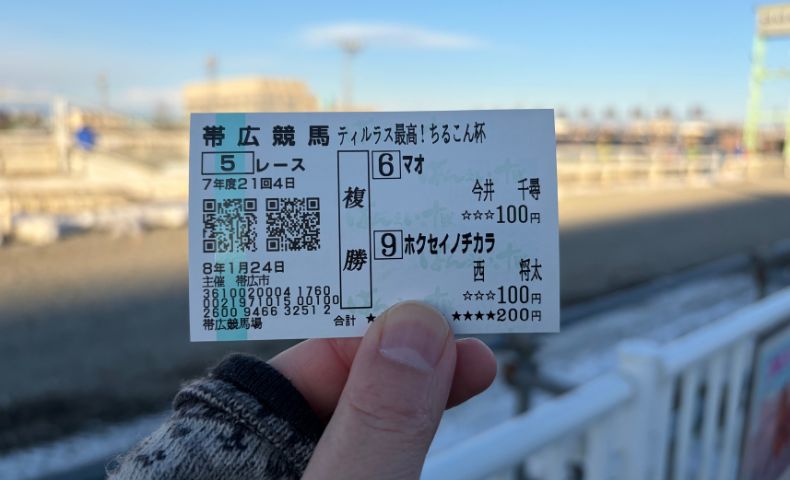 帯広競馬 ティルラス最高！ちるこん杯
5レース
7年度21回4日
8年1月24日
主催 帯広市
3610020004 1760
0021971015 00100
2600 9466 3251 2
帯広競馬場
複勝
6 マオ
今井 千尋
☆☆☆100円
9 ホクセイノチカラ
西 将太
☆☆☆100円
合計 ★ ★★★★200円